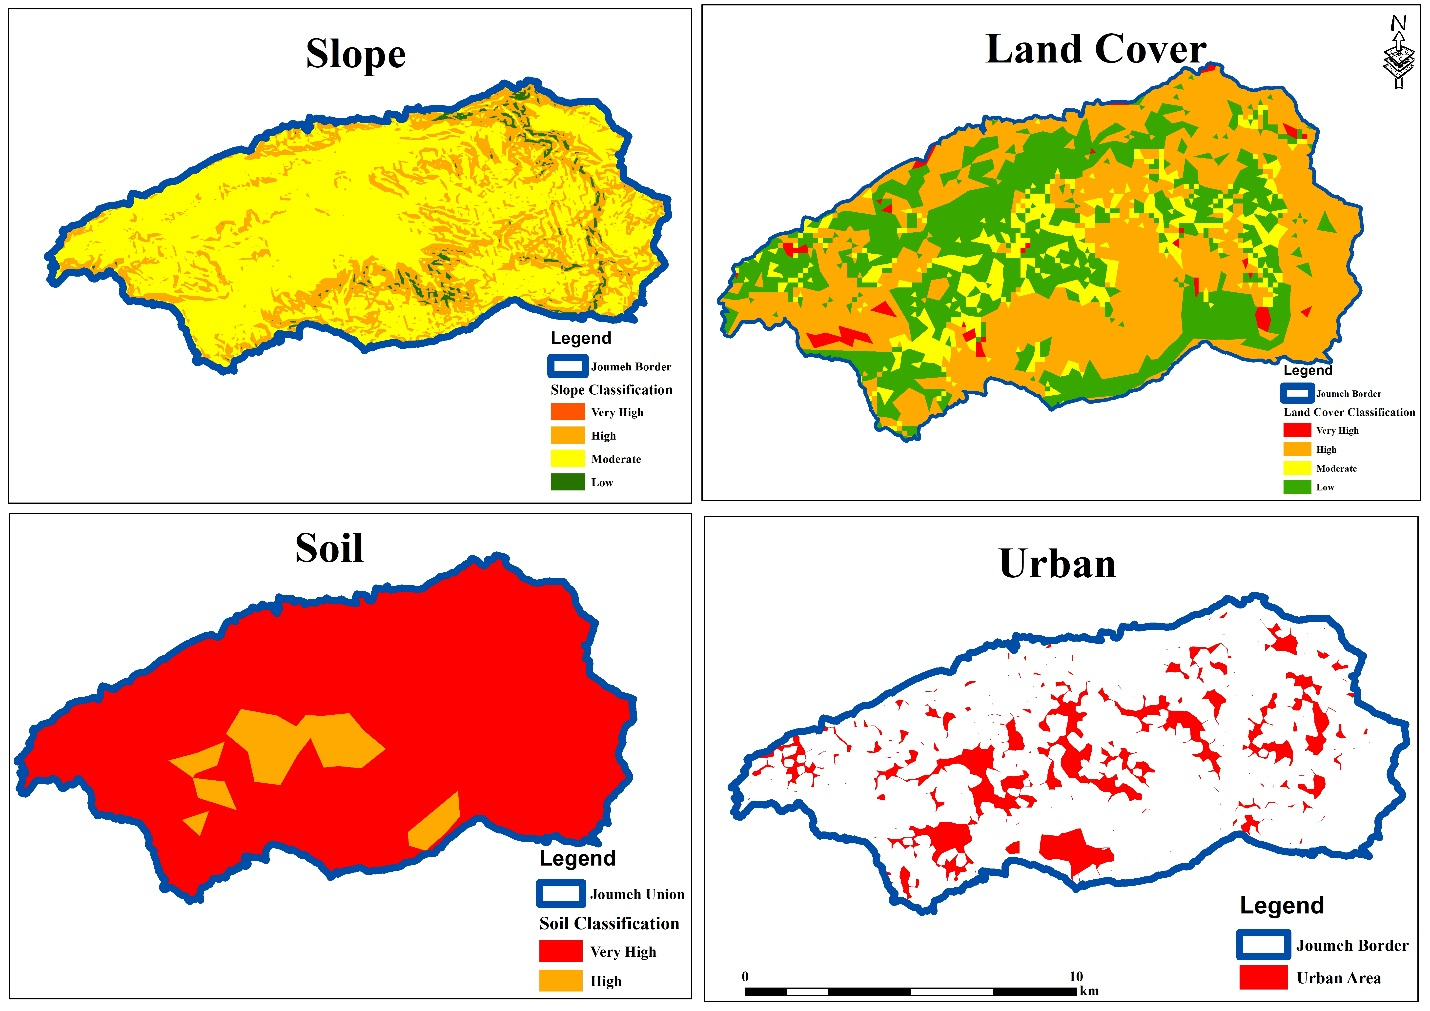 Slope
Legend
Joumeh Border
Slope Classification
Very High
High
Moderate
Low
Land Cover
N
Legend
Joumeh Border
Land Cover Classification
Very High
High
Moderate
Low
Soil
Legend
Joumeh Union
Soil Classification
Very High
High
Urban
Legend
Joumeh Border
Urban Area
0 10
km